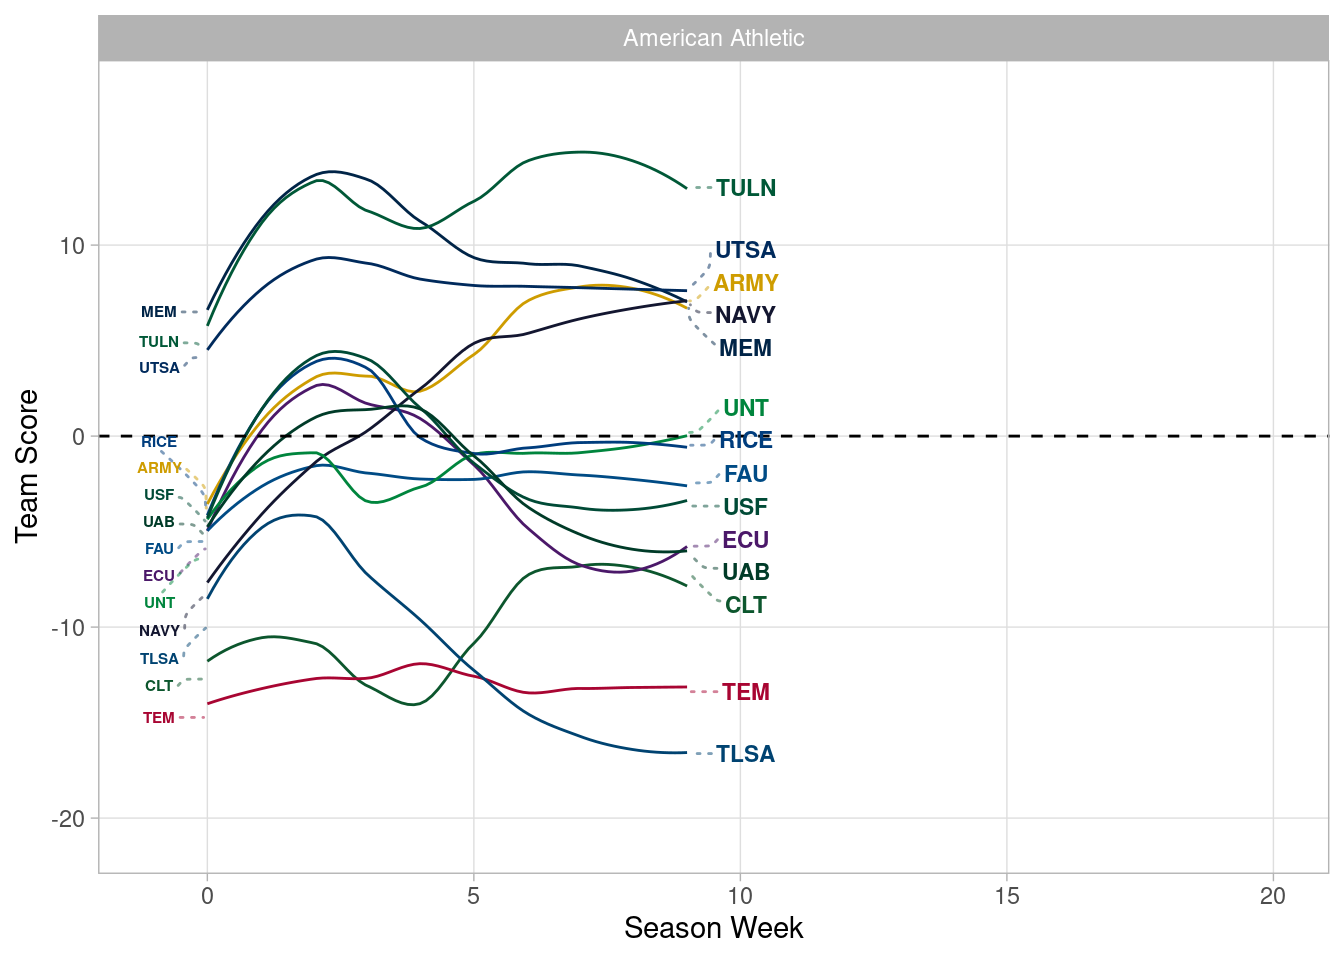 American Athletic
Team Score
10
0
-10
-20
MEM
TULN
UTSA
RICE
ARMY
USF
UAB
FAU
ECU
UNT
NAVY
TLSA
CLT
TEM
TULN
UTSA
ARMY
NAVY
MEM
UNT
RICE
FAU
USF
ECU
UAB
CLT
TEM
TLSA
0 5 10 15 20
Season Week